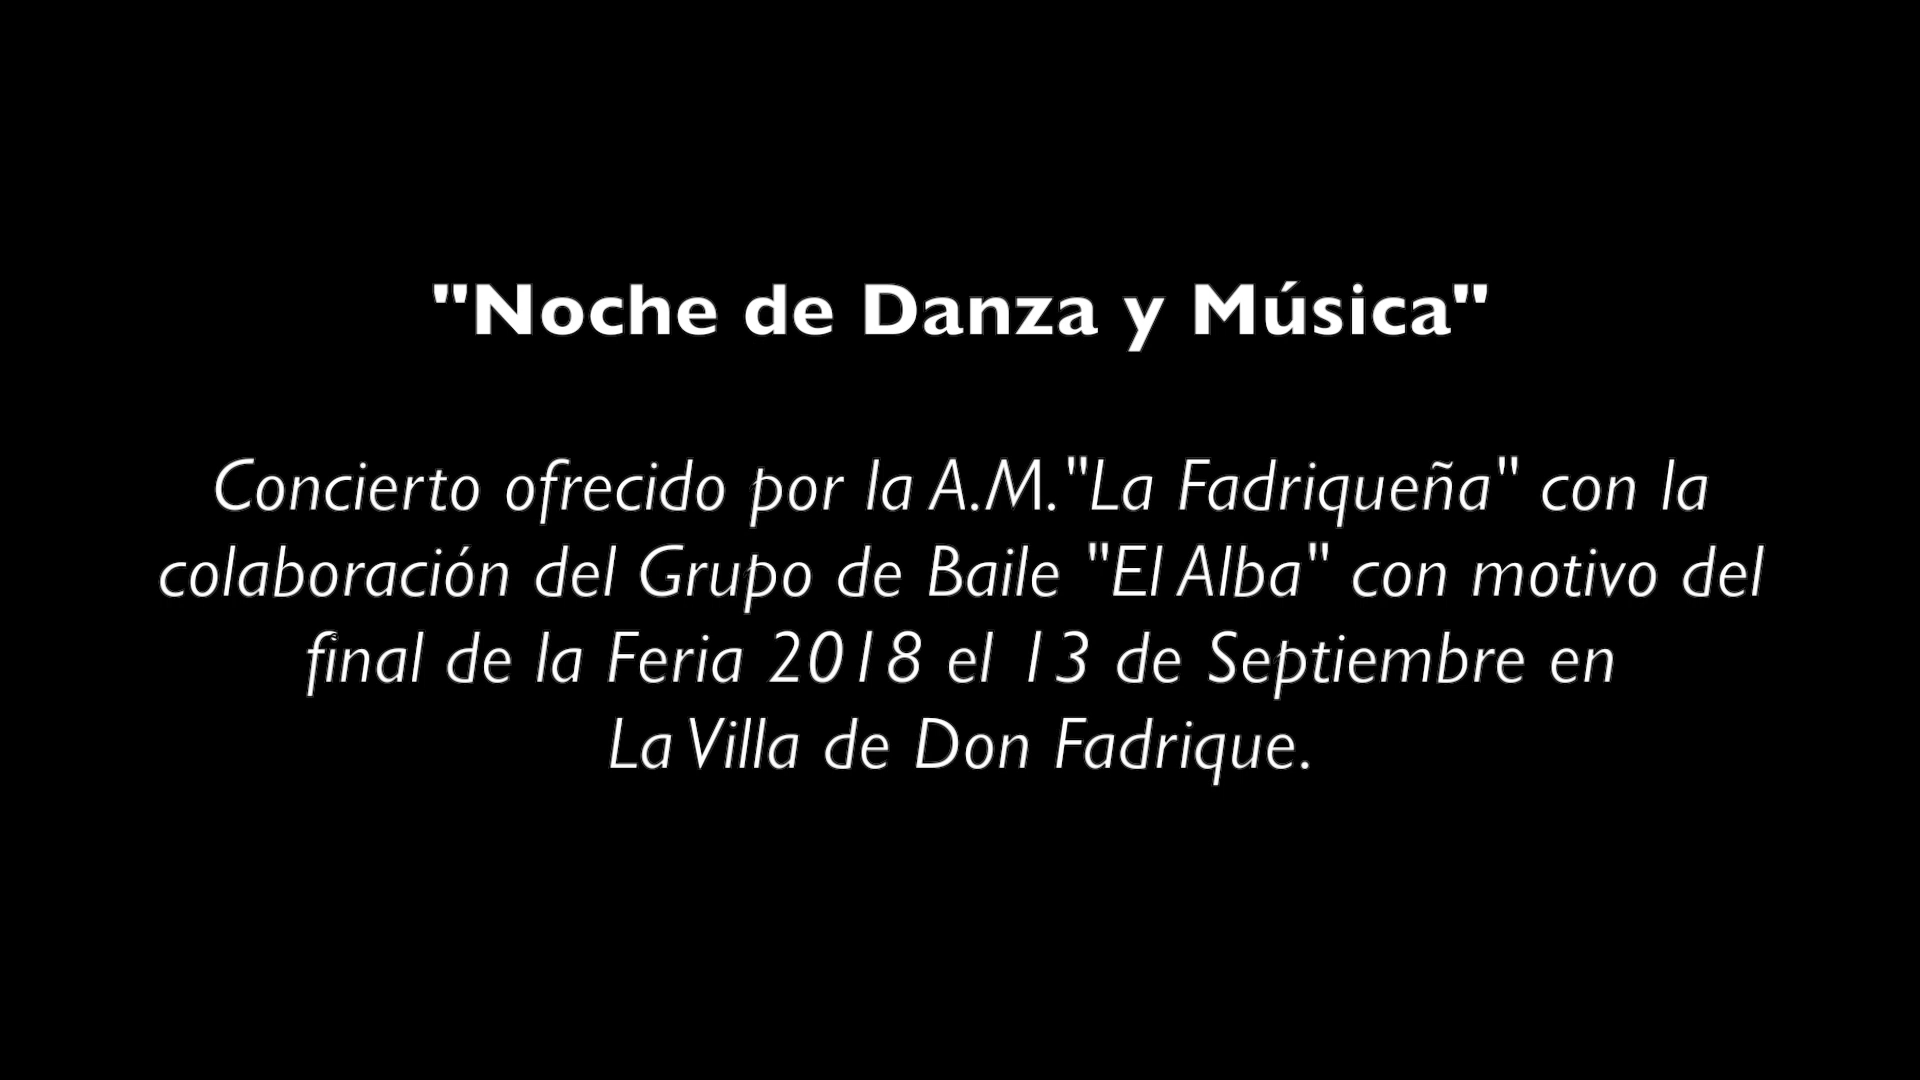 "Noche de Danza y Música"
Concierto ofrecido por la A.M."La Fadriqueña" con la
colaboración del Grupo de Baile "El Alba" con motivo del
final de la Feria 2018 el 13 de Septiembre en
La Villa de Don Fadrique.